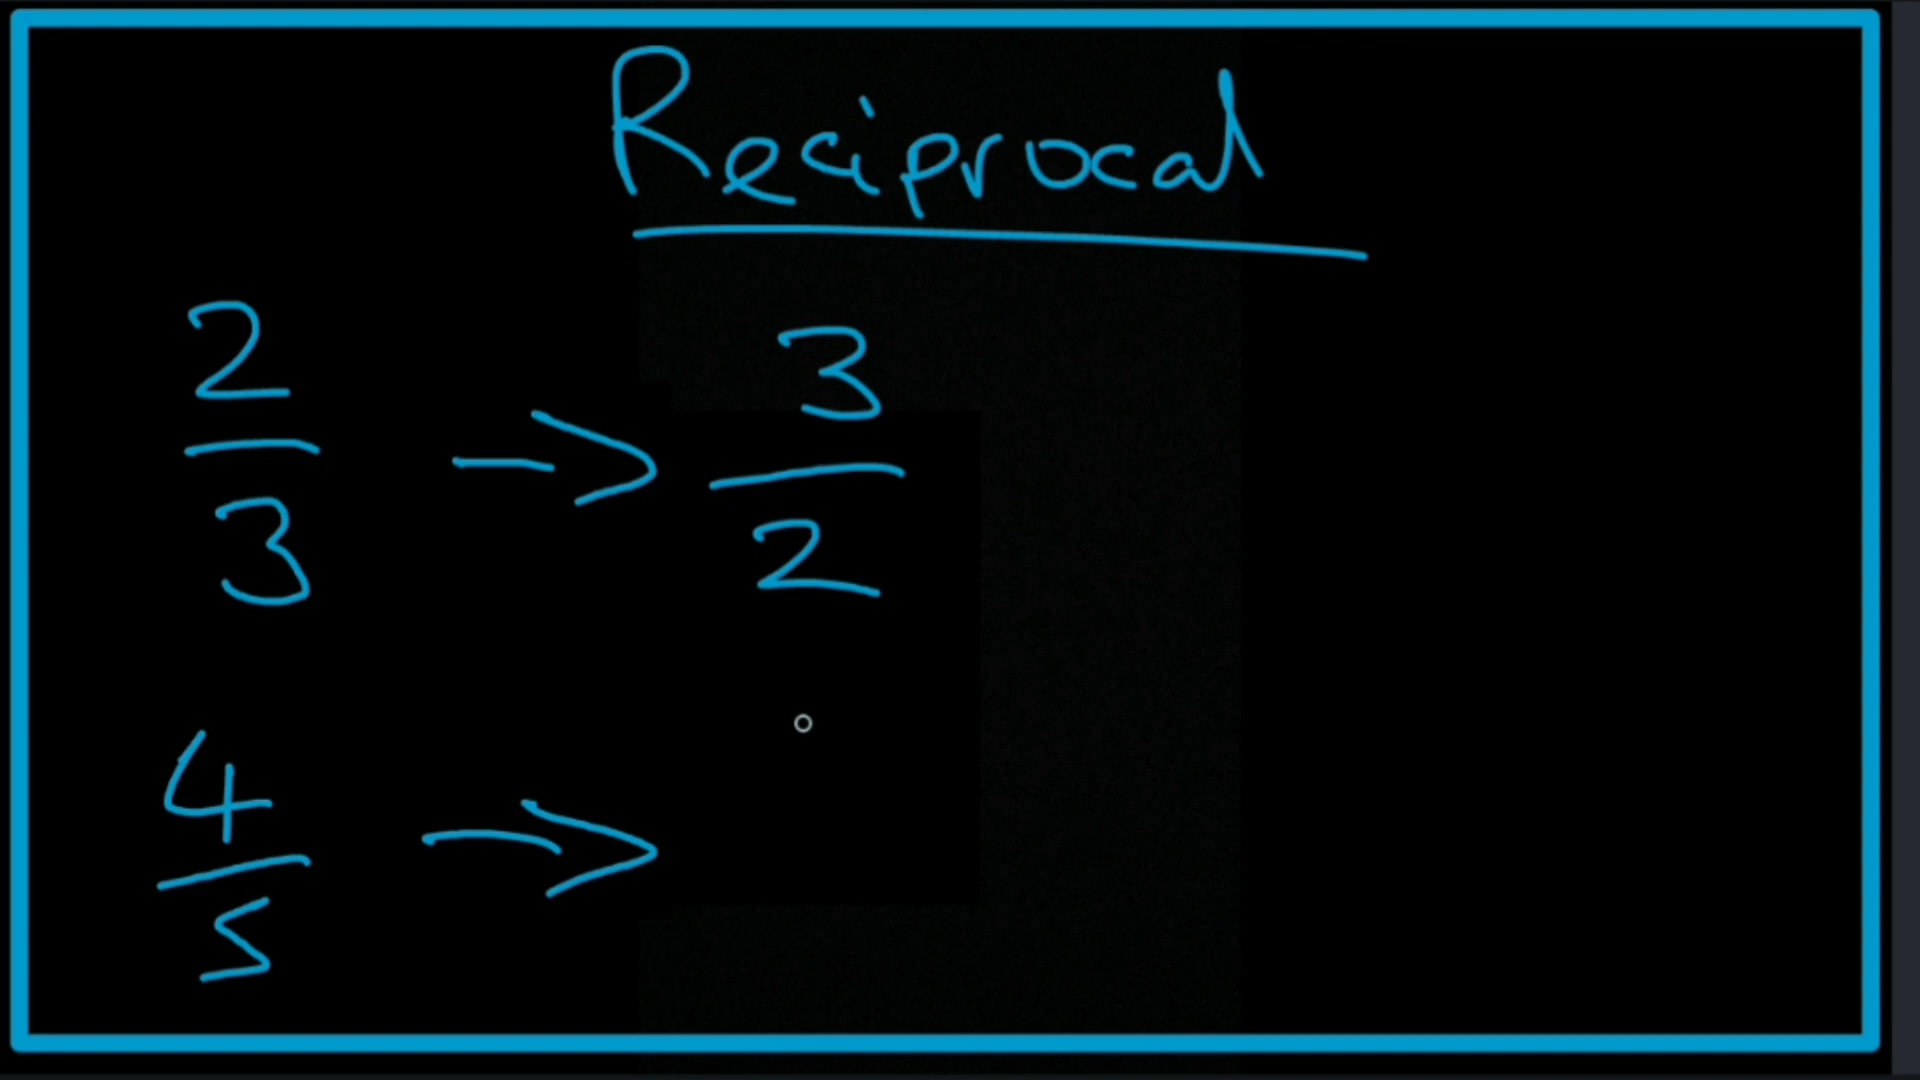 Reciprocal
2/3 → 3/2
4/5 →